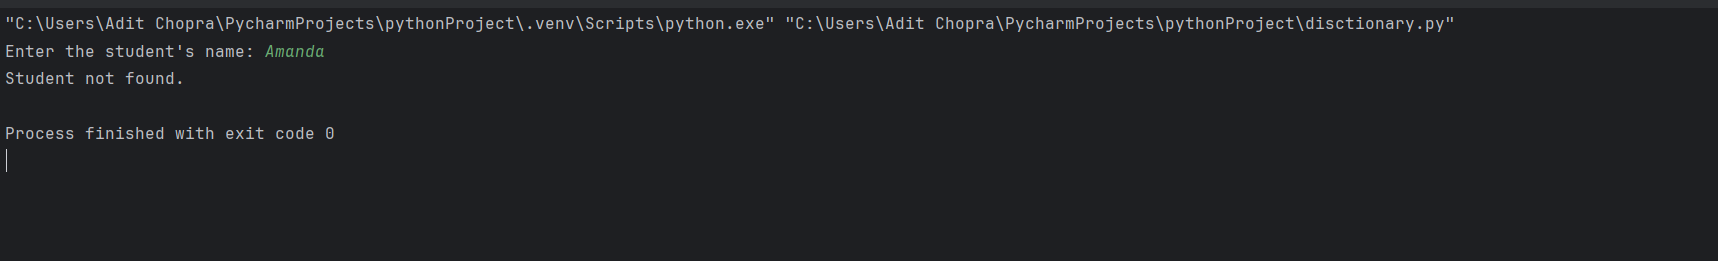 "C:\Users\Adit Chopra\PycharmProjects\pythonProject\.venv\Scripts\python.exe" "C:\Users\Adit Chopra\PycharmProjects\pythonProject\disctionary.py"
Enter the student's name: Amanda
Student not found.
Process finished with exit code 0